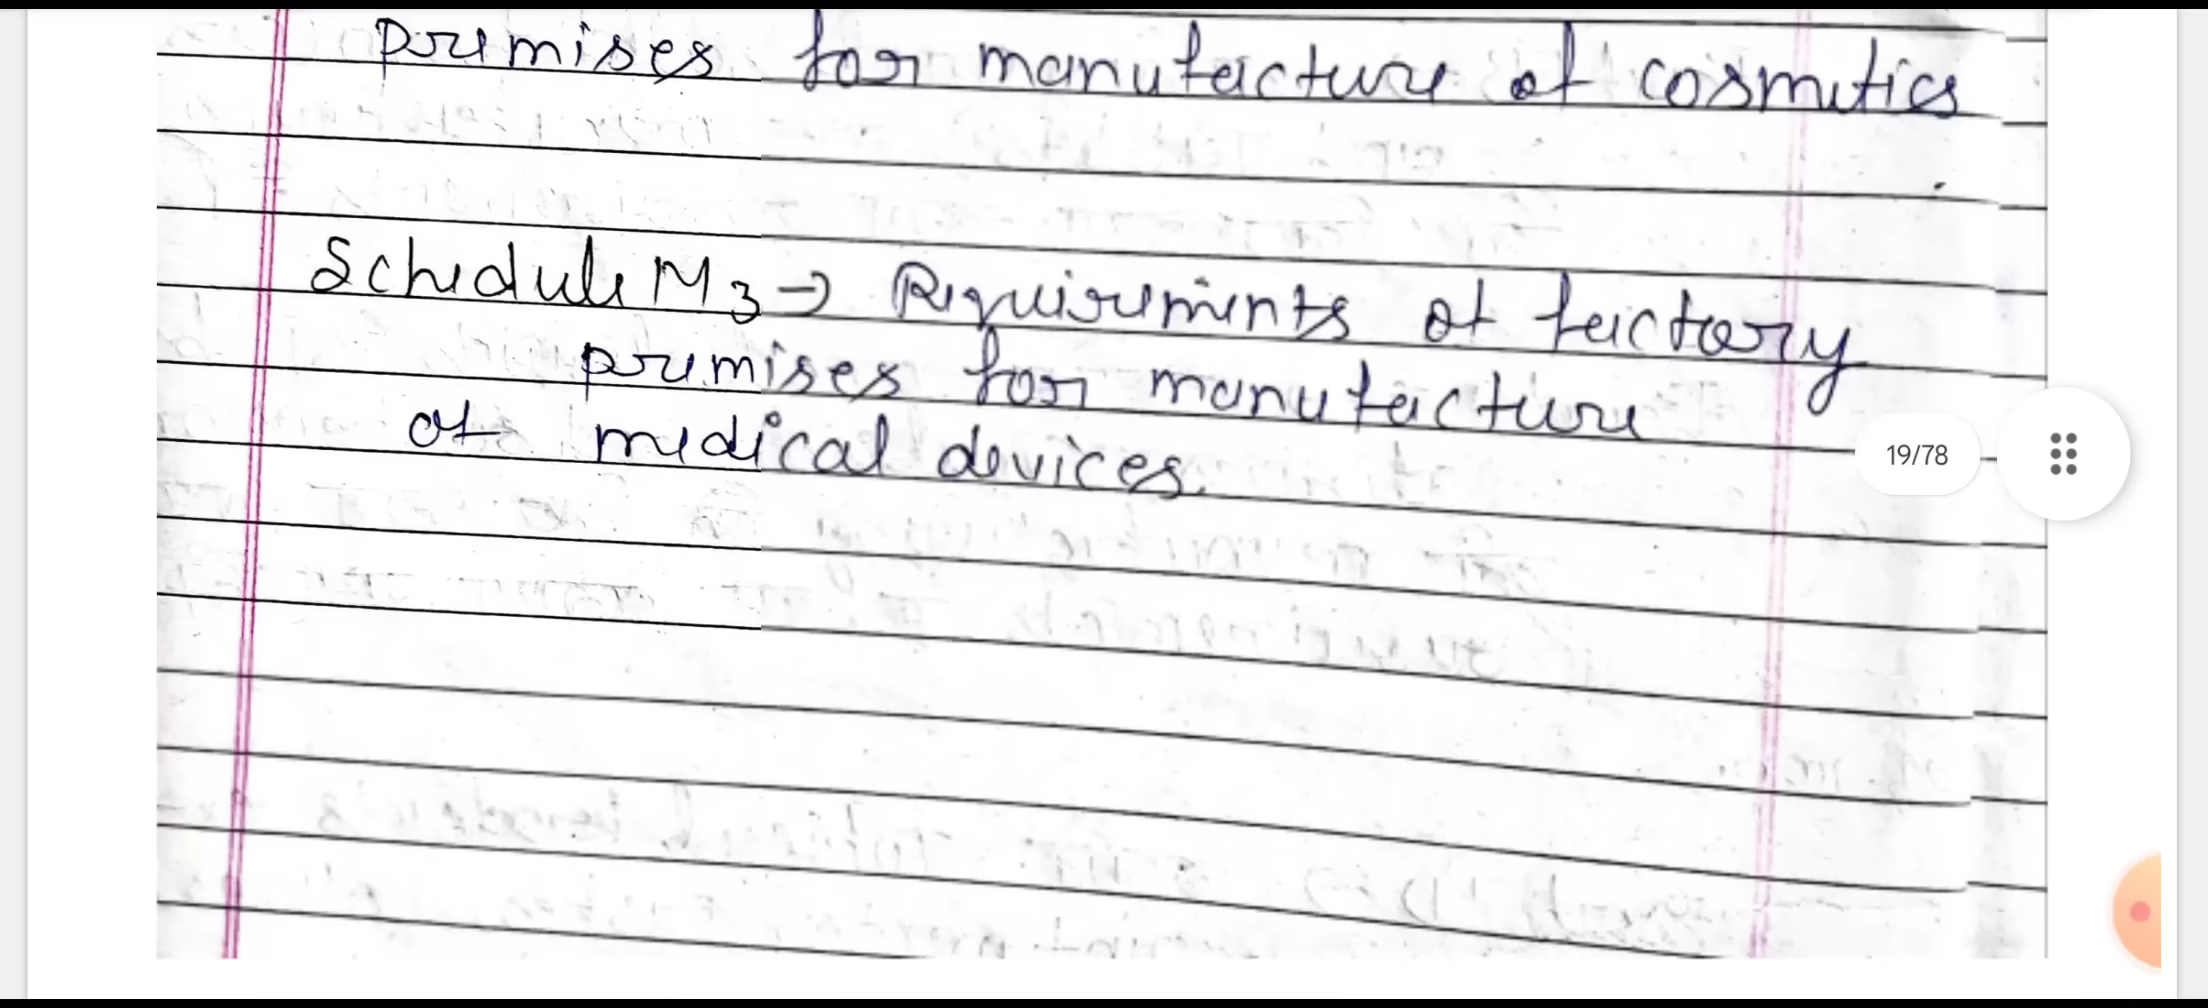 premises for manufacture of cosmetics
Schedule M3→ Requirements of factory
premises for manufacture
of medical devices.
19/78